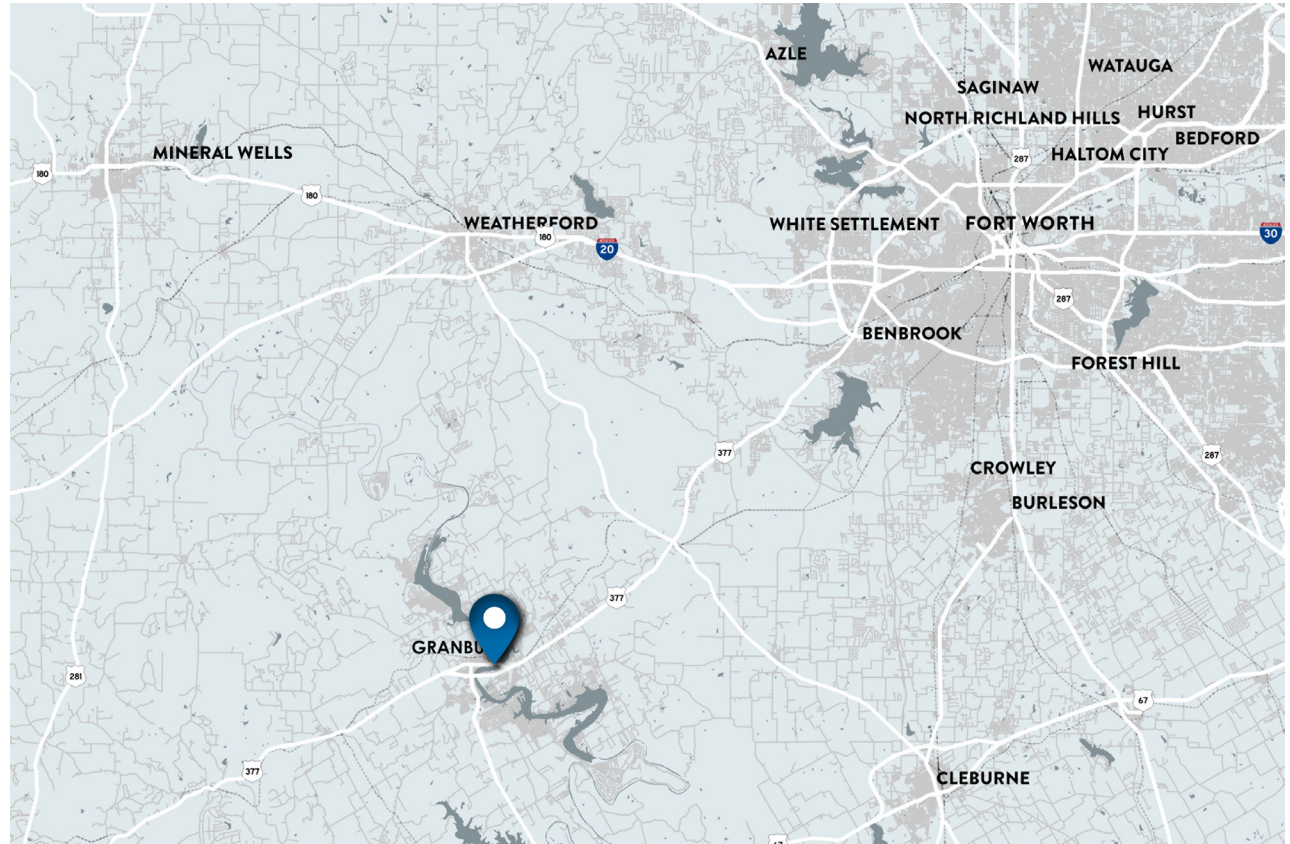 AZLE
WATAUGA
SAGINAW
NORTH RICHLAND HILLS
HURST
BEDFORD
HALTOM CITY
287
MINERAL WELLS
180
180
WEATHERFORD
180
20
WHITE SETTLEMENT
FORT WORTH
30
287
BENBROOK
FOREST HILL
377
287
CROWLEY
BURLESON
377
GRANBU
281
67
377
CLEBURNE